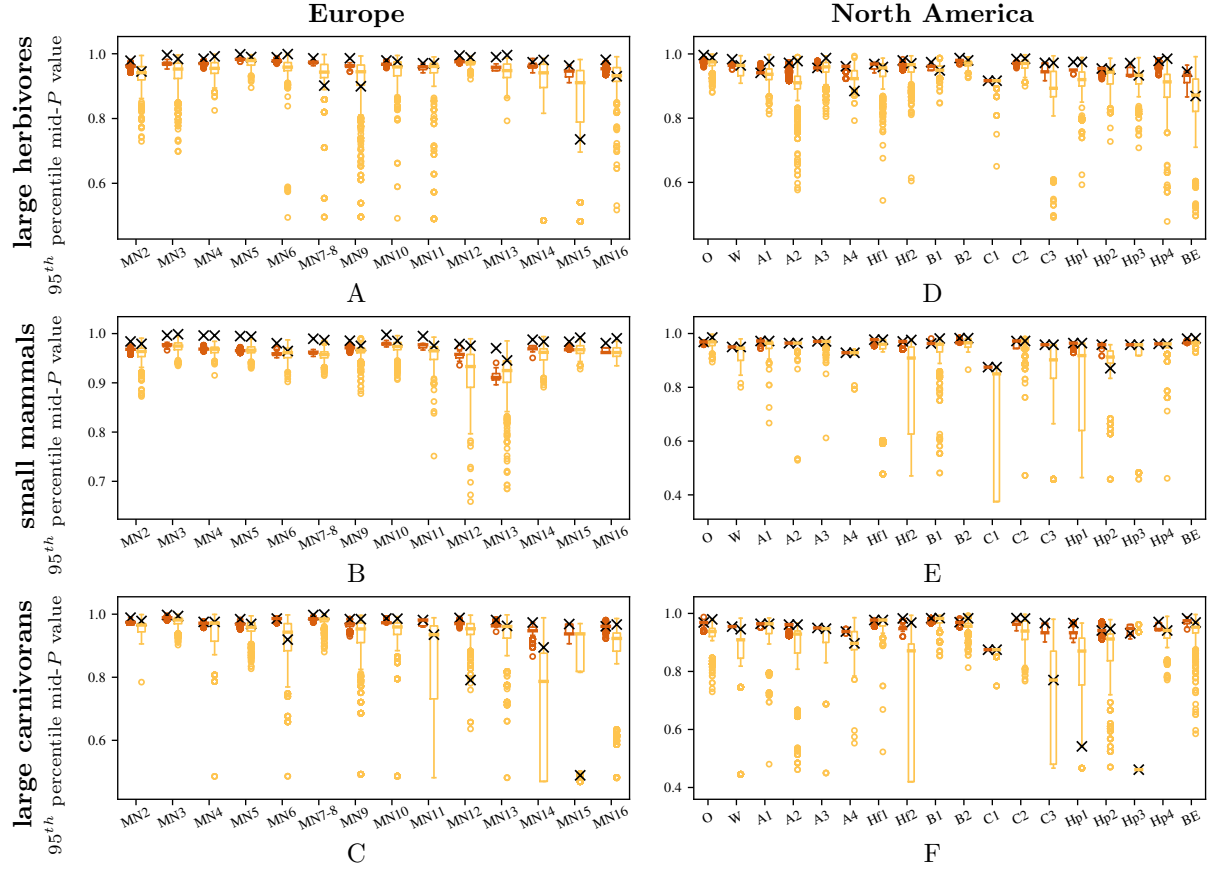 Europe
North America
large herbivores
95th percentile mid-P value
1.0
0.8
0.6
MN2 MN3 MN4 MN5 MN6 MN7-8 MN9 MN10 MN11 MN12 MN13 MN14 MN15 MN16
A
1.0
0.8
0.6
O W A1 A2 A3 A4 Hf1 Hf2 B1 B2 C1 C2 C3 Hp1 Hp2 Hp3 Hp4 BE
D
small mammals
95th percentile mid-P value
1.0
0.9
0.8
0.7
MN2 MN3 MN4 MN5 MN6 MN7-8 MN9 MN10 MN11 MN12 MN13 MN14 MN15 MN16
B
1.0
0.8
0.6
0.4
O W A1 A2 A3 A4 Hf1 Hf2 B1 B2 C1 C2 C3 Hp1 Hp2 Hp3 Hp4 BE
E
large carnivorans
95th percentile mid-P value
1.0
0.8
0.6
MN2 MN3 MN4 MN5 MN6 MN7-8 MN9 MN10 MN11 MN12 MN13 MN14 MN15 MN16
C
1.0
0.8
0.6
0.4
O W A1 A2 A3 A4 Hf1 Hf2 B1 B2 C1 C2 C3 Hp1 Hp2 Hp3 Hp4 BE
F